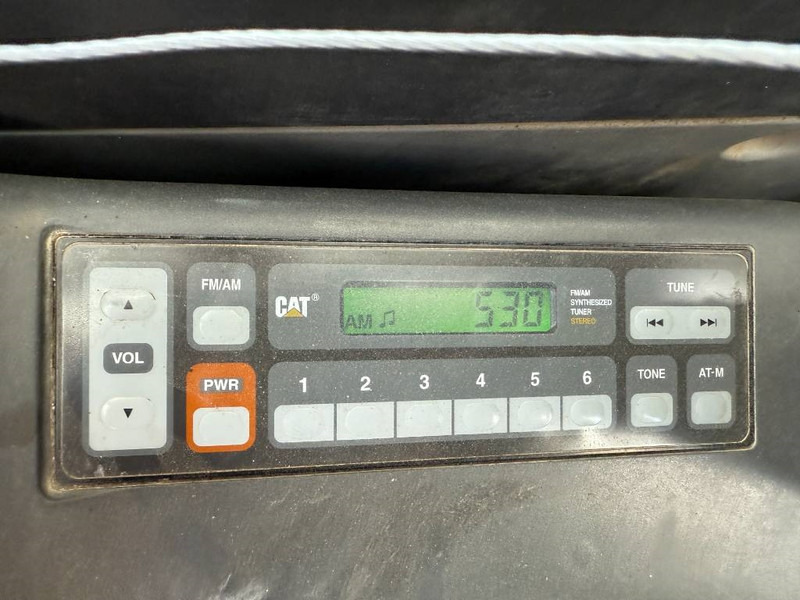 VOL
FM/AM
PWR
CAT®
AM 530
FM/AM
SYNTHESIZED
TUNER
STEREO
TUNE
1 2 3 4 5 6
TONE
AT-M